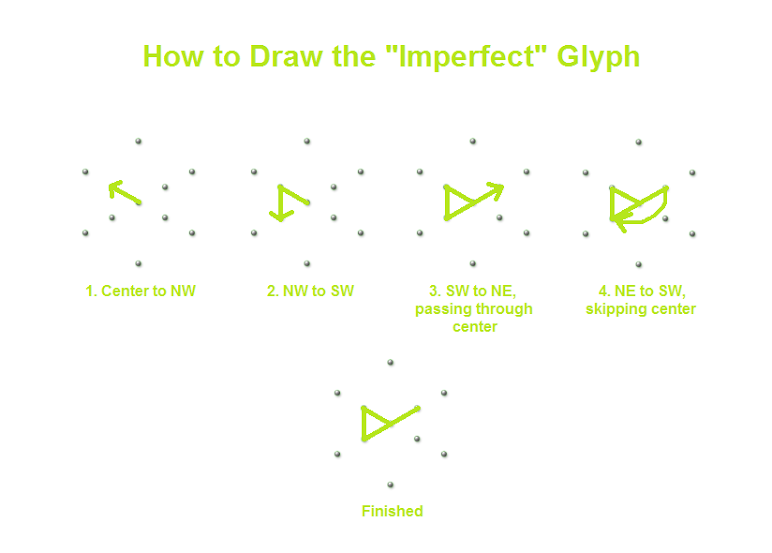 How to Draw the "Imperfect" Glyph
1. Center to NW
2. NW to SW
3. SW to NE,
passing through
center
4. NE to SW,
skipping center
Finished